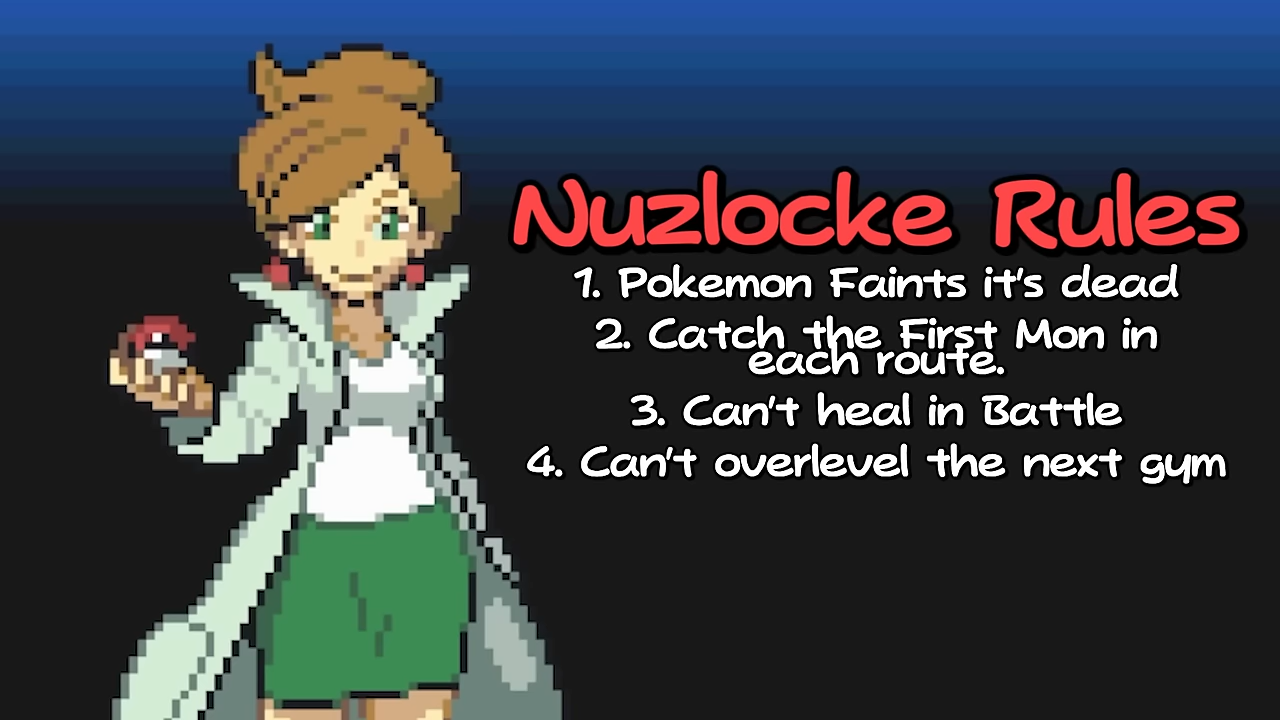 Nuzlocke Rules
1. Pokemon Faints it's dead
2. Catch the First Mon in
each route.
3. Can't heal in Battle
4. Can't overlevel the next gym